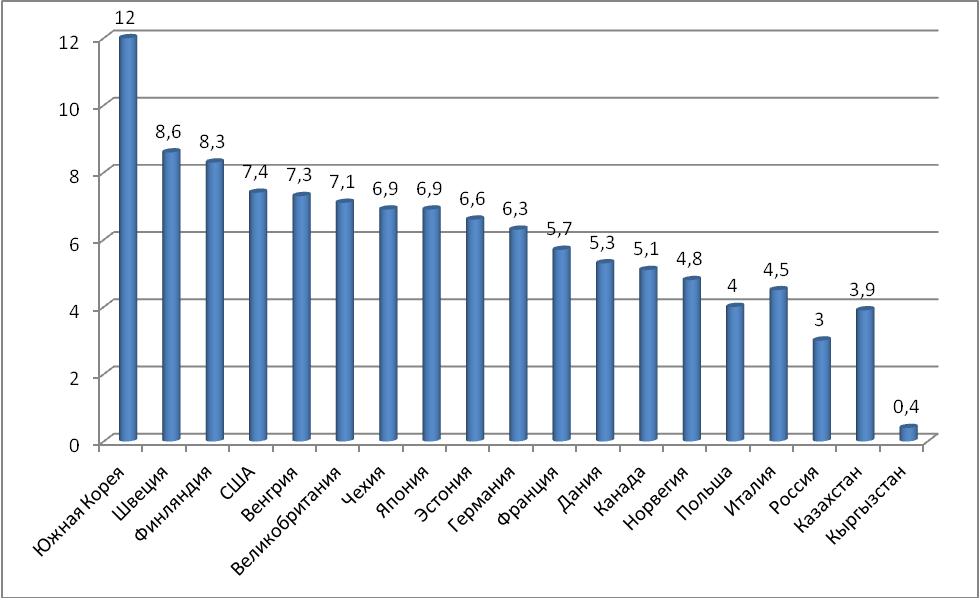 12
8,6
8,3
7,4
7,3
7,1
6,9
6,9
6,6
6,3
5,7
5,3
5,1
4,8
4
4,5
3
3,9
0,4
12
10
8
6
4
2
0
Южная Корея
Швеция
Финляндия
США
Венгрия
Великобритания
Чехия
Япония
Эстония
Германия
Франция
Дания
Канада
Норвегия
Польша
Италия
Россия
Казахстан
Кыргызстан